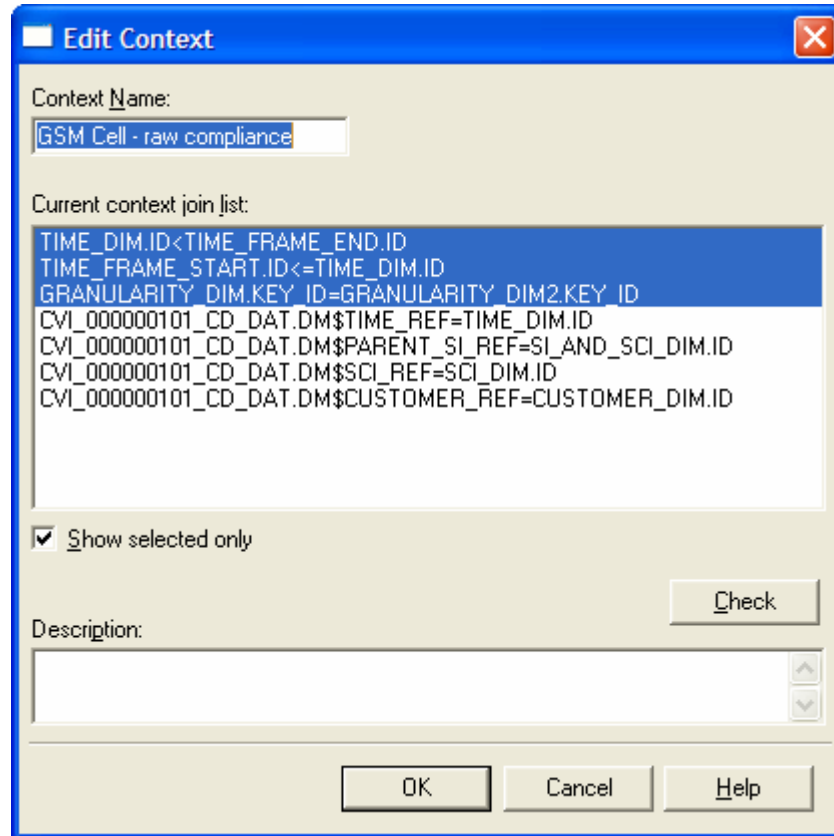 Edit Context
Context Name:
GSM Cell - raw compliance
Current context join list:
TIME_DIM.ID<TIME_FRAME_END.ID
TIME_FRAME_START.ID<=TIME_DIM.ID
GRANULARITY_DIM.KEY_ID=GRANULARITY_DIM2.KEY_ID
CVI_000000101_CD_DAT.DM$TIME_REF=TIME_DIM.ID
CVI_000000101_CD_DAT.DM$PARENT_SI_REF=SI_AND_SCI_DIM.ID
CVI_000000101_CD_DAT.DM$SCI_REF=SCI_DIM.ID
CVI_000000101_CD_DAT.DM$CUSTOMER_REF=CUSTOMER_DIM.ID
Show selected only
Check
Description:
OK Cancel Help